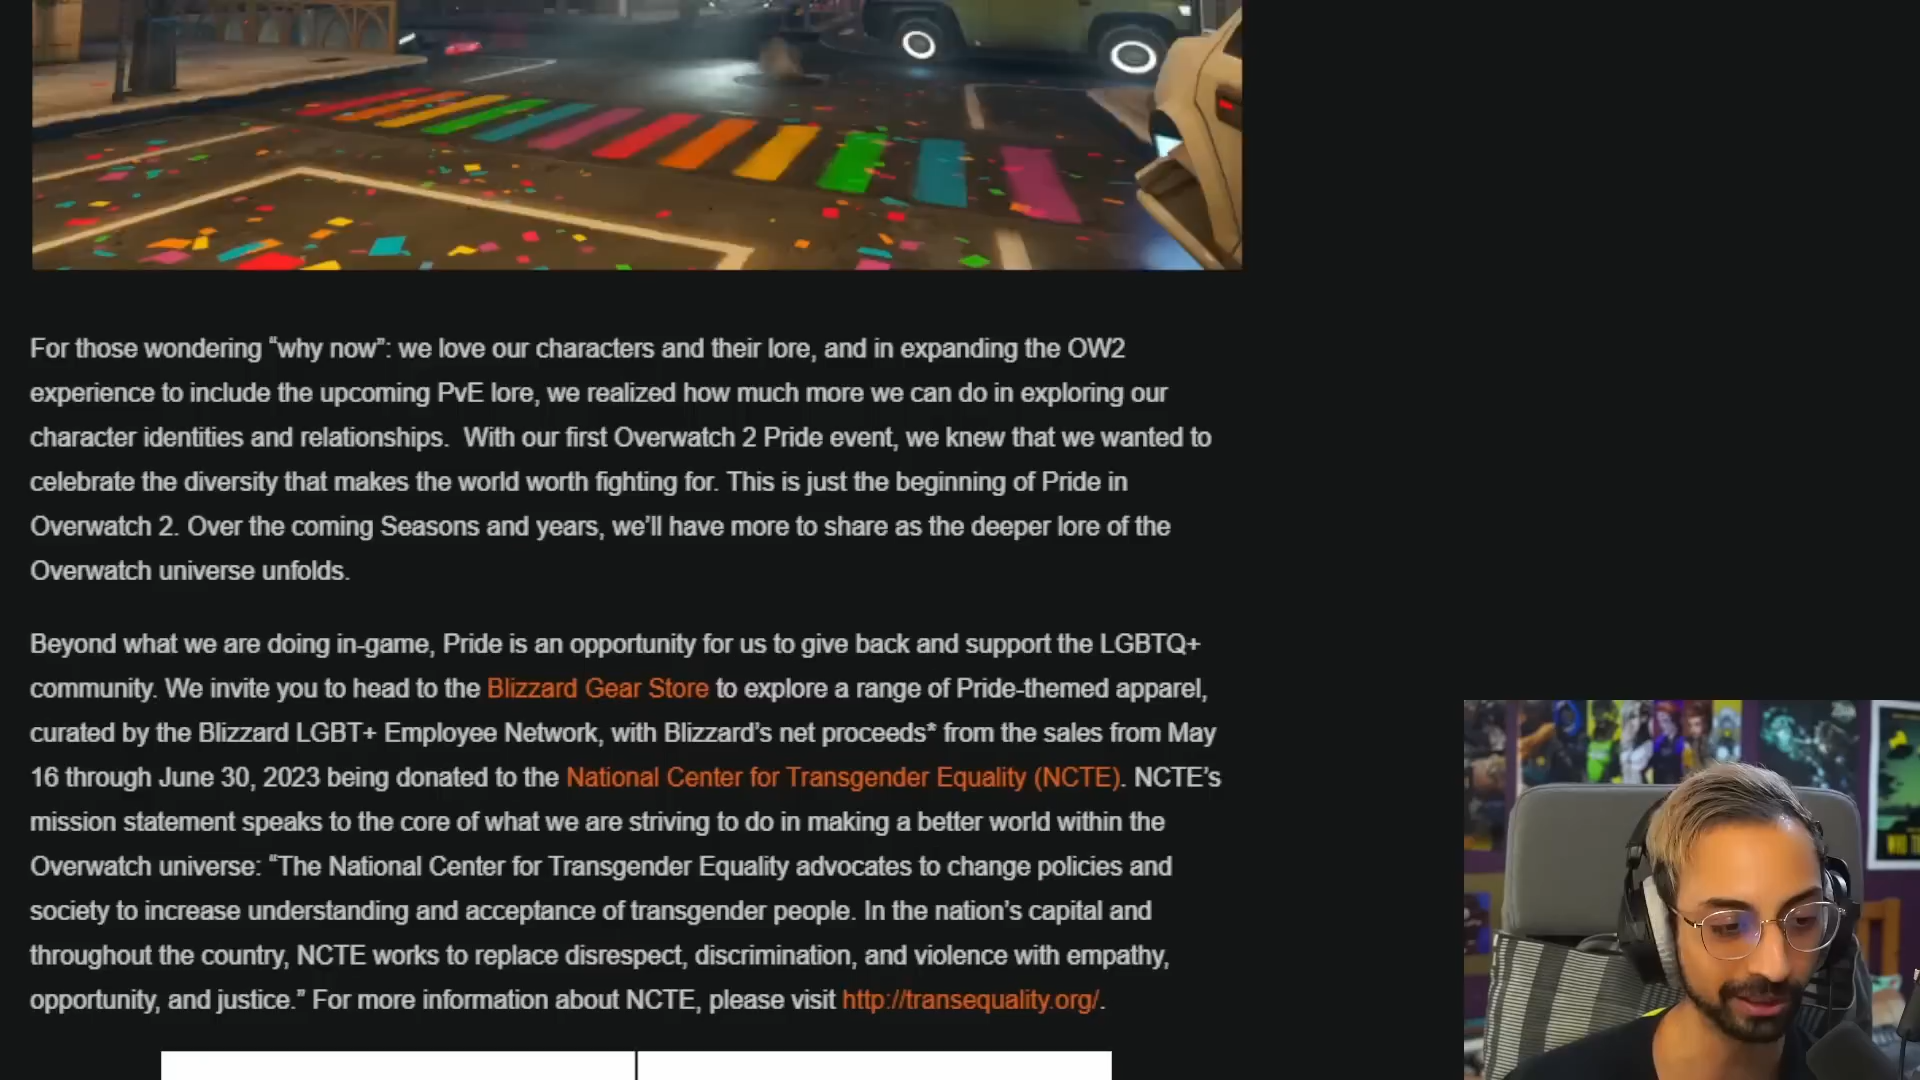 For those wondering “why now”: we love our characters and their lore, and in expanding the OW2
experience to include the upcoming PvE lore, we realized how much more we can do in exploring our
character identities and relationships.  With our first Overwatch 2 Pride event, we knew that we wanted to
celebrate the diversity that makes the world worth fighting for. This is just the beginning of Pride in
Overwatch 2. Over the coming Seasons and years, we’ll have more to share as the deeper lore of the
Overwatch universe unfolds.
Beyond what we are doing in-game, Pride is an opportunity for us to give back and support the LGBTQ+
community. We invite you to head to the Blizzard Gear Store to explore a range of Pride-themed apparel,
curated by the Blizzard LGBT+ Employee Network, with Blizzard’s net proceeds* from the sales from May
16 through June 30, 2023 being donated to the National Center for Transgender Equality (NCTE). NCTE’s
mission statement speaks to the core of what we are striving to do in making a better world within the
Overwatch universe: “The National Center for Transgender Equality advocates to change policies and
society to increase understanding and acceptance of transgender people. In the nation’s capital and
throughout the country, NCTE works to replace disrespect, discrimination, and violence with empathy,
opportunity, and justice.” For more information about NCTE, please visit http://transequality.org/.